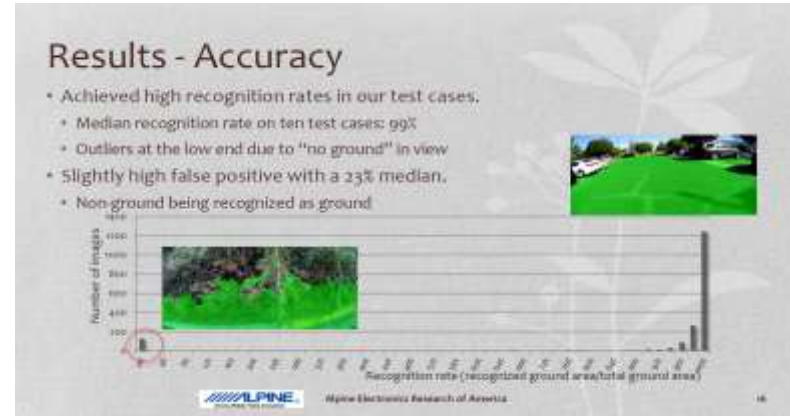 Results - Accuracy
• Achieved high recognition rates in our test cases.
• Median recognition rate on ten test cases: 99%
• Outliers at the low end due to “no ground” in view
• Slightly high false positive with a 23% median.
• Non-ground being recognized as ground
Number of images
Recognition rate (recognized ground area/total ground area)
ALPINE
Alpine Electronics Research of America